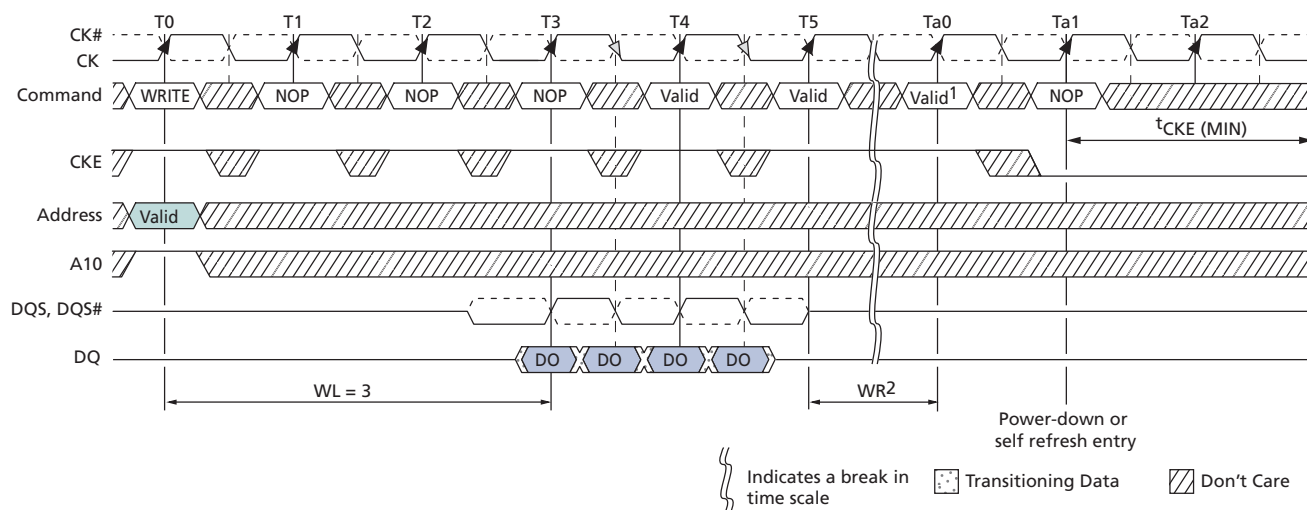 T0 T1 T2 T3 T4 T5 Ta0 Ta1 Ta2
CK#
CK
Command WRITE NOP NOP NOP Valid Valid Valid1 NOP
tCKE (MIN)
CKE
Address Valid
A10
DQS, DQS#
DQ DO DO DO DO
WL = 3 WR2
Power-down or
self refresh entry
Indicates a break in
time scale
Transitioning Data
Don't Care